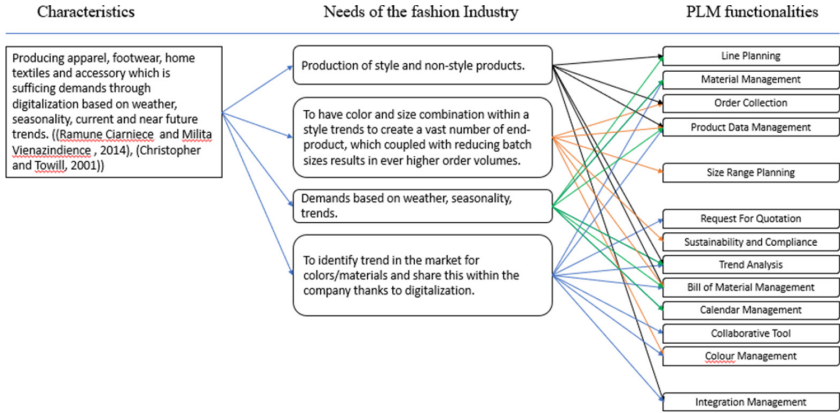 Characteristics
Needs of the fashion Industry
PLM functionalities
Producing apparel, footwear, home
textiles and accessory which is
sufficing demands through
digitalization based on weather,
seasonality, current and near future
trends. ((Ramune Ciarniece and Milita
Vienazindience , 2014), (Christopher
and Towill, 2001))
Production of style and non-style products.
To have color and size combination within a
style trends to create a vast number of end-
product, which coupled with reducing batch
sizes results in ever higher order volumes.
Demands based on weather, seasonality,
trends.
To identify trend in the market for
colors/materials and share this within the
company thanks to digitalization.
Line Planning
Material Management
Order Collection
Product Data Management
Size Range Planning
Request For Quotation
Sustainability and Compliance
Trend Analysis
Bill of Material Management
Calendar Management
Collaborative Tool
Colour Management
Integration Management